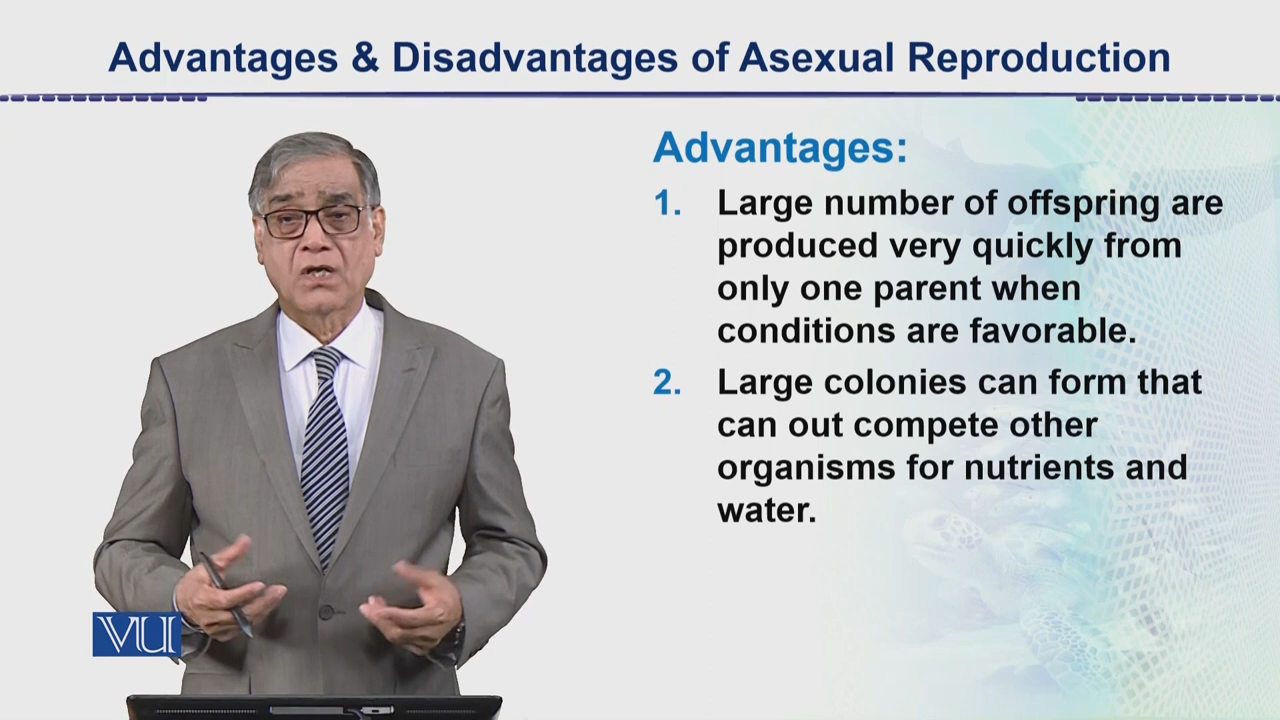 Advantages & Disadvantages of Asexual Reproduction
Advantages:
1. Large number of offspring are
produced very quickly from
only one parent when
conditions are favorable.
2. Large colonies can form that
can out compete other
organisms for nutrients and
water.
VU